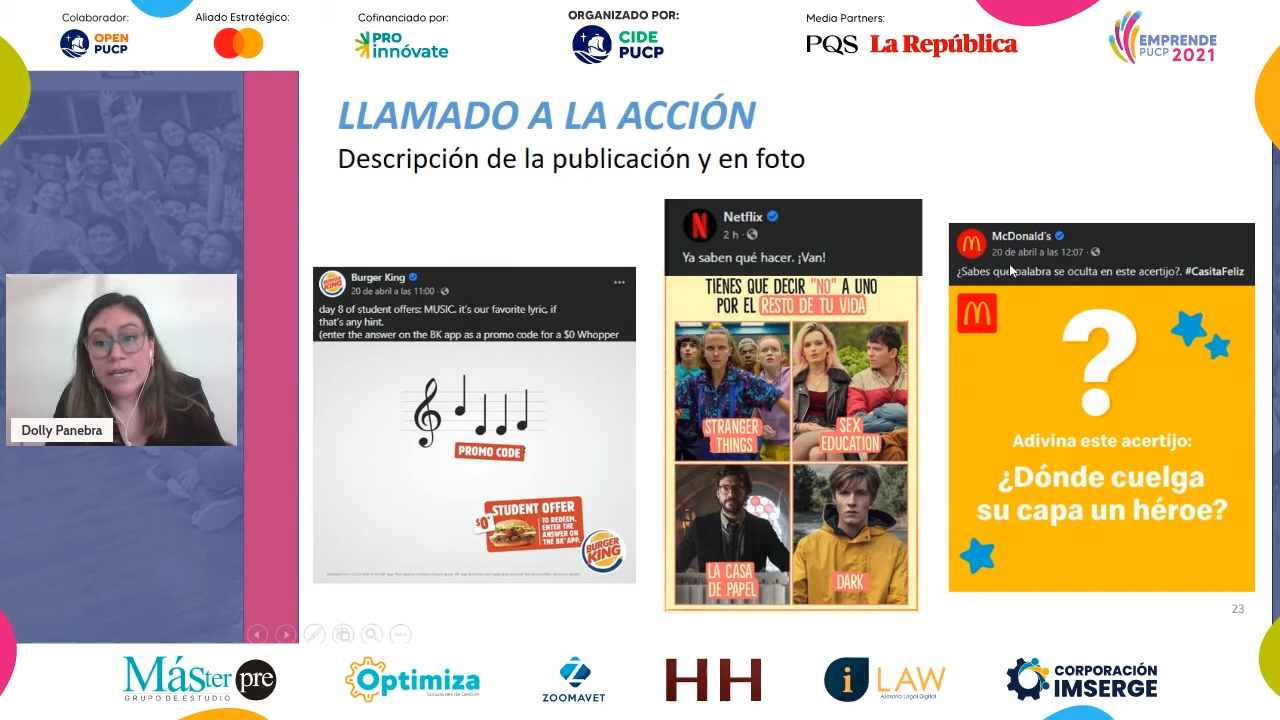 Colaborador:
OPEN
PUCP
Aliado Estratégico:
Cofinanciado por:
PRO
innóvate
ORGANIZADO POR:
CIDE
PUCP
Media Partners:
PQS La República
EMPRENDE
PUCP 2021
LLAMADO A LA ACCIÓN
Descripción de la publicación y en foto
Dolly Panebra
Burger King
20 de abril a las 11:00 ·
day 8 of student offers: MUSIC. it's our favorite lyric, if
that's any hint.
(enter the answer on the BK app as a promo code for a $0 Whopper
PROMO CODE
STUDENT OFFER
$0*
TO REDEEM,
ENTER THE
ANSWER ON
THE BK® APP.
BURGER
KING
Netflix
2 h ·
Ya saben qué hacer. ¡Van!
TIENES QUE DECIR "NO" A UNO
POR EL RESTO DE TU VIDA
STRANGER
THINGS
SEX
EDUCATION
LA CASA
DE PAPEL
DARK
McDonald's
20 de abril a las 12:07 ·
¿Sabes qué palabra se oculta en este acertijo?. #CasitaFeliz
?
Adivina este acertijo:
¿Dónde cuelga
su capa un héroe?
23
Máster pre
GRUPO DE ESTUDIO
Optimiza
Soluciones de Gestión
ZOOMAVET
HH
i LAW
Asesoría Legal Digital
CORPORACIÓN
IMSERGE